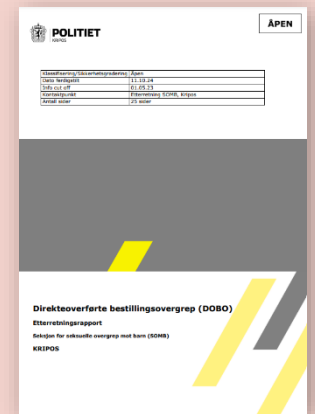 POLITIET
KRIPOS
ÅPEN
Klassifisering/Sikkerhetsgradering Åpen
Dato ferdigstilt 11.10.24
Info cut off 01.05.23
Kontaktpunkt Etterretning SOMB, Kripos
Antall sider 25 sider
Direkteoverførte bestillingsovergrep (DOBO)
Etterretningsrapport
Seksjon for seksuelle overgrep mot barn (SOMB)
KRIPOS